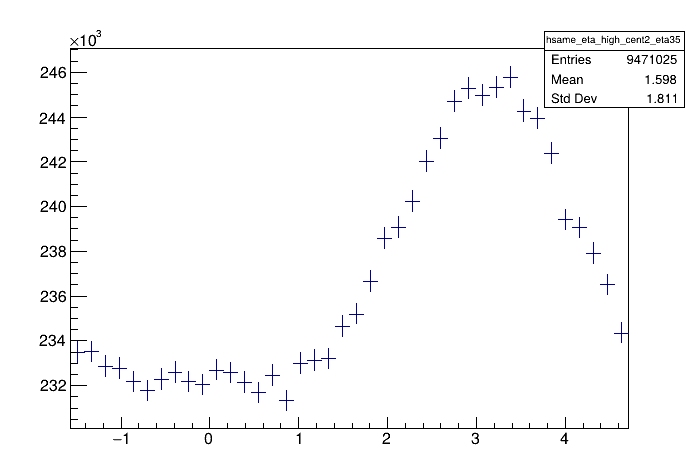 ×10³
hsame_eta_high_cent2_eta35
Entries 9471025
Mean 1.598
Std Dev 1.811
246
244
242
240
238
236
234
232
−1 0 1 2 3 4